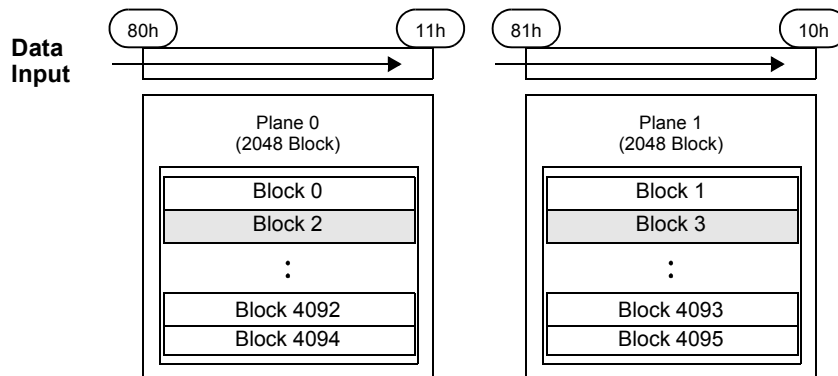 80h 11h 81h 10h
Data
Input
Plane 0 Plane 1
(2048 Block) (2048 Block)
Block 0 Block 1
Block 2 Block 3
: :
Block 4092 Block 4093
Block 4094 Block 4095